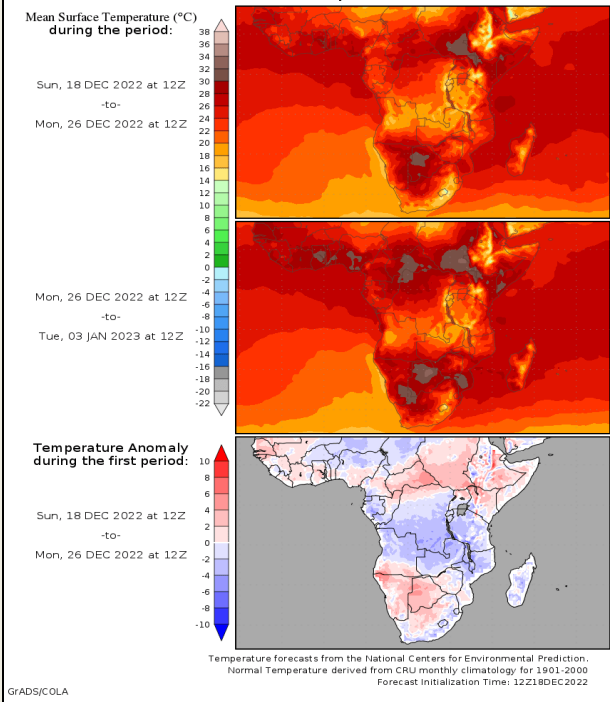 Mean Surface Temperature (°C)
during the period:
38
36
34
32
30
28
26
24
22
20
18
16
14
12
10
8
6
4
2
0
-2
-4
-6
-8
-10
-12
-14
-16
-18
-20
-22
Sun, 18 DEC 2022 at 12Z
-to-
Mon, 26 DEC 2022 at 12Z
Mon, 26 DEC 2022 at 12Z
-to-
Tue, 03 JAN 2023 at 12Z
Temperature Anomaly
during the first period:
10
8
6
4
2
0
-2
-4
-6
-8
-10
Sun, 18 DEC 2022 at 12Z
-to-
Mon, 26 DEC 2022 at 12Z
Temperature forecasts from the National Centers for Environmental Prediction.
Normal Temperature derived from CRU monthly climatology for 1901-2000
Forecast Initialization Time: 12Z18DEC2022
GrADS/COLA